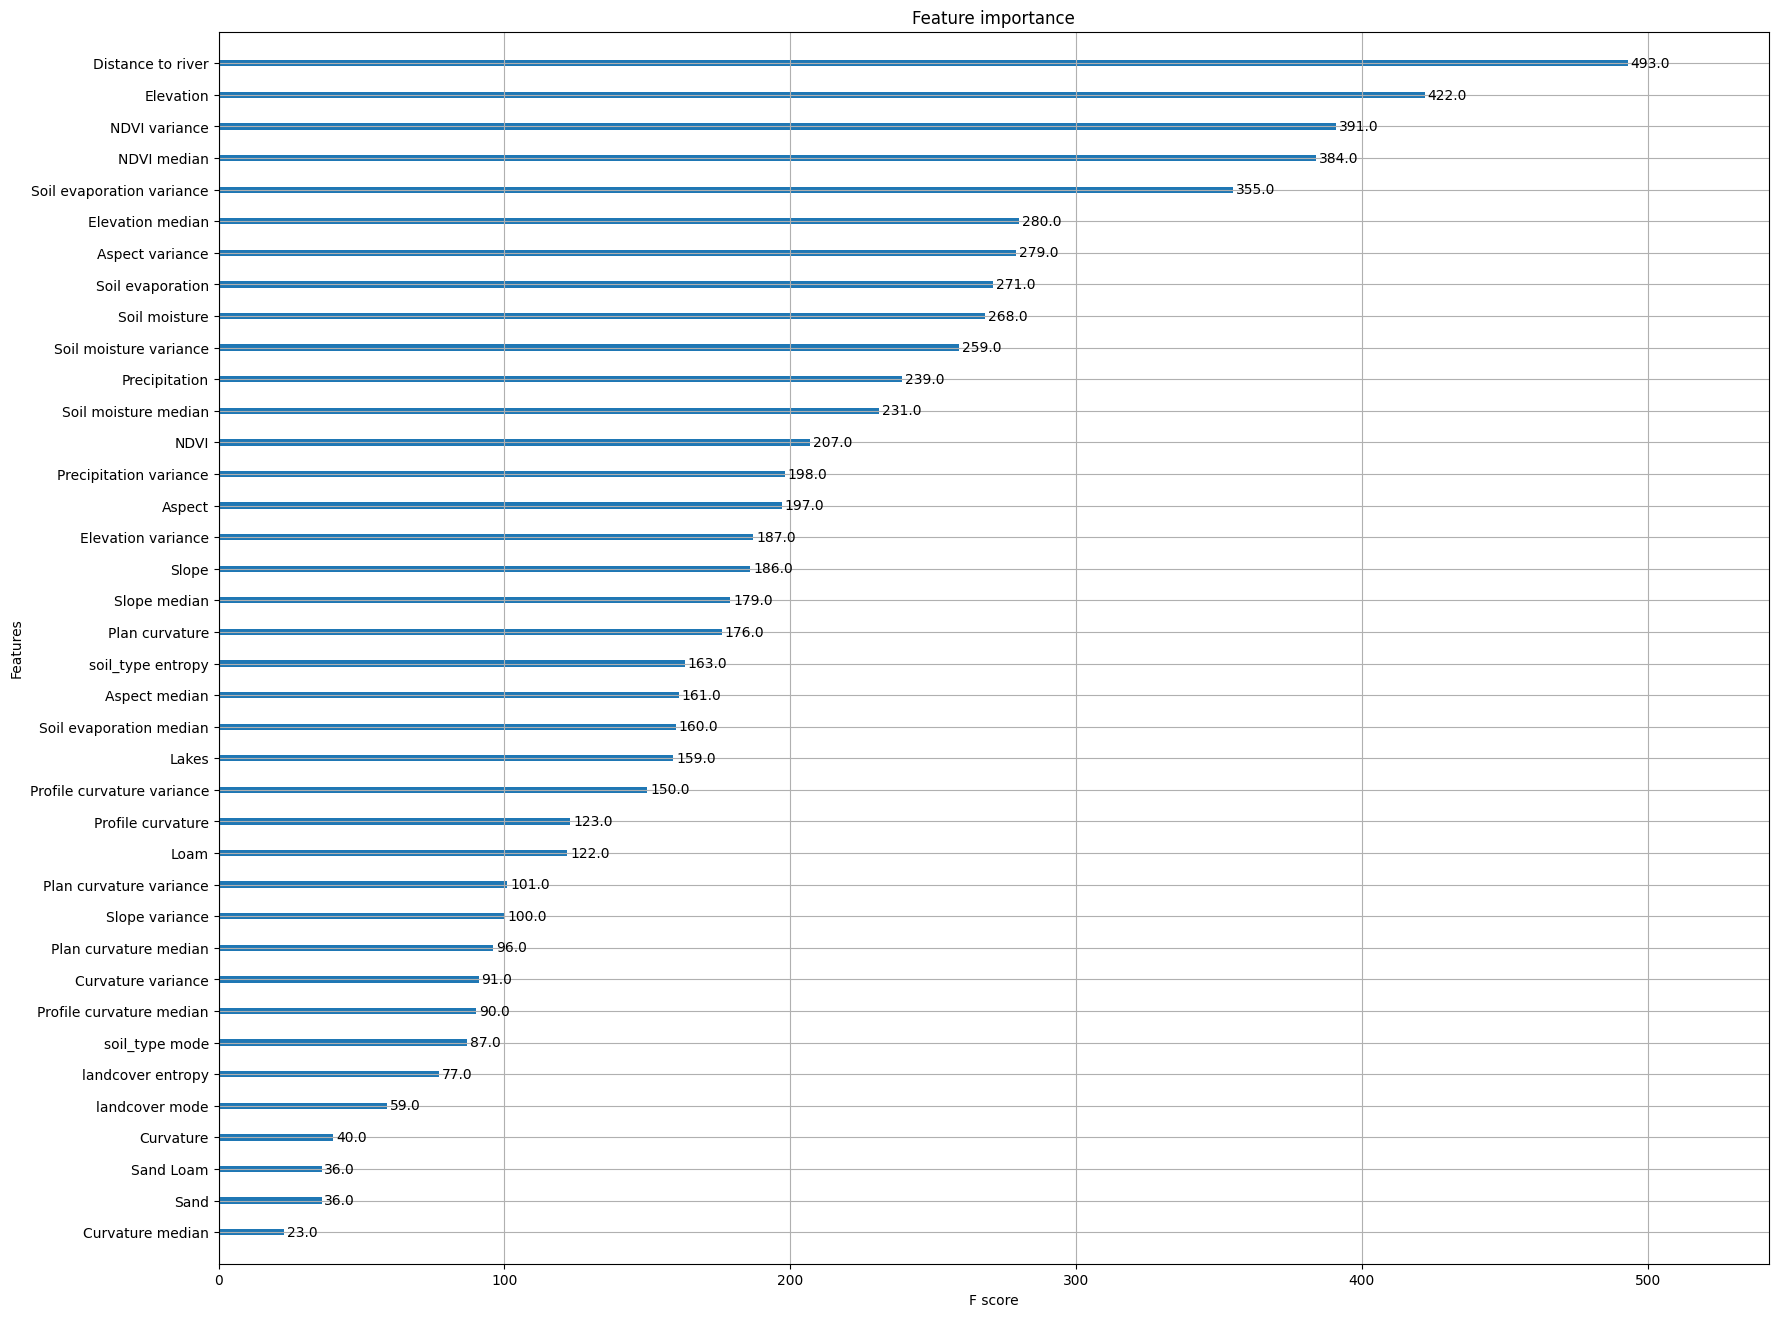 Feature importance
Distance to river 493.0
Elevation 422.0
NDVI variance 391.0
NDVI median 384.0
Soil evaporation variance 355.0
Elevation median 280.0
Aspect variance 279.0
Soil evaporation 271.0
Soil moisture 268.0
Soil moisture variance 259.0
Precipitation 239.0
Soil moisture median 231.0
NDVI 207.0
Precipitation variance 198.0
Aspect 197.0
Elevation variance 187.0
Slope 186.0
Slope median 179.0
Plan curvature 176.0
soil_type entropy 163.0
Aspect median 161.0
Soil evaporation median 160.0
Lakes 159.0
Profile curvature variance 150.0
Profile curvature 123.0
Loam 122.0
Plan curvature variance 101.0
Slope variance 100.0
Plan curvature median 96.0
Curvature variance 91.0
Profile curvature median 90.0
soil_type mode 87.0
landcover entropy 77.0
landcover mode 59.0
Curvature 40.0
Sand Loam 36.0
Sand 36.0
Curvature median 23.0
Features
0 100 200 300 400 500
F score